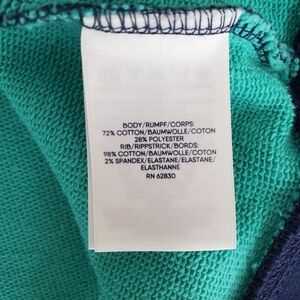 BODY/RUMPF/CORPS:
72% COTTON/BAUMWOLLE/COTON
28% POLYESTER
RIB/RIPPSTRICK/BORDS:
98% COTTON/BAUMWOLLE/COTON
2% SPANDEX/ELASTANE/ELASTANE/
ELASTHANNE
RN 62830